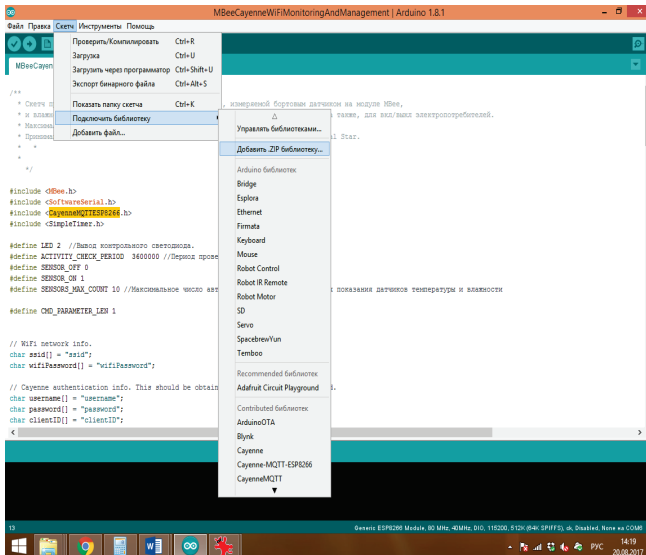 MBeeCayenneWiFiMonitoringAndManagement | Arduino 1.8.1
Файл Правка Скетч Инструменты Помощь
MBeeCayen
Проверить/Компилировать Ctrl+R
Загрузка Ctrl+U
Загрузить через программатор Ctrl+Shift+U
Экспорт бинарного файла Ctrl+Alt+S
Показать папку скетча Ctrl+K
Подключить библиотеку
Добавить файл...
Управлять библиотеками...
Добавить .ZIP библиотеку...
Arduino библиотек
Bridge
Esplora
Ethernet
Firmata
Keyboard
Mouse
Robot Control
Robot IR Remote
Robot Motor
SD
Servo
SpacebrewYun
Temboo
Recommended библиотек
Adafruit Circuit Playground
Contributed библиотек
ArduinoOTA
Blynk
Cayenne
Cayenne-MQTT-ESP8266
CayenneMQTT
/**
* Скетч п , измеряемой бортовым датчиком на модуле MBee,
* и влажн также, для вкл/выкл электропотребителей.
* Максима
* Примени l Star.
* *
*
*/
#include <MBee.h>
#include <SoftwareSerial.h>
#include <CayenneMQTTESP8266.h>
#include <SimpleTimer.h>
#define LED 2 //Вывод контрольного светодиода.
#define ACTIVITY_CHECK_PERIOD 3600000 //Период прове
#define SENSOR_OFF 0
#define SENSOR_ON 1
#define SENSORS_MAX_COUNT 10 //Максимальное число авт показания датчиков температуры и влажности
#define CMD_PARAMETER_LEN 1
// WiFi network info.
char ssid[] = "ssid";
char wifiPassword[] = "wifiPassword";
// Cayenne authentication info. This should be obtain d.
char username[] = "username";
char password[] = "password";
char clientID[] = "clientID";
13
Generic ESP8266 Module, 80 MHz, 40MHz, DIO, 115200, 512K (64K SPIFFS), ck, Disabled, None на COM6
РУС
14:19
20.08.2017